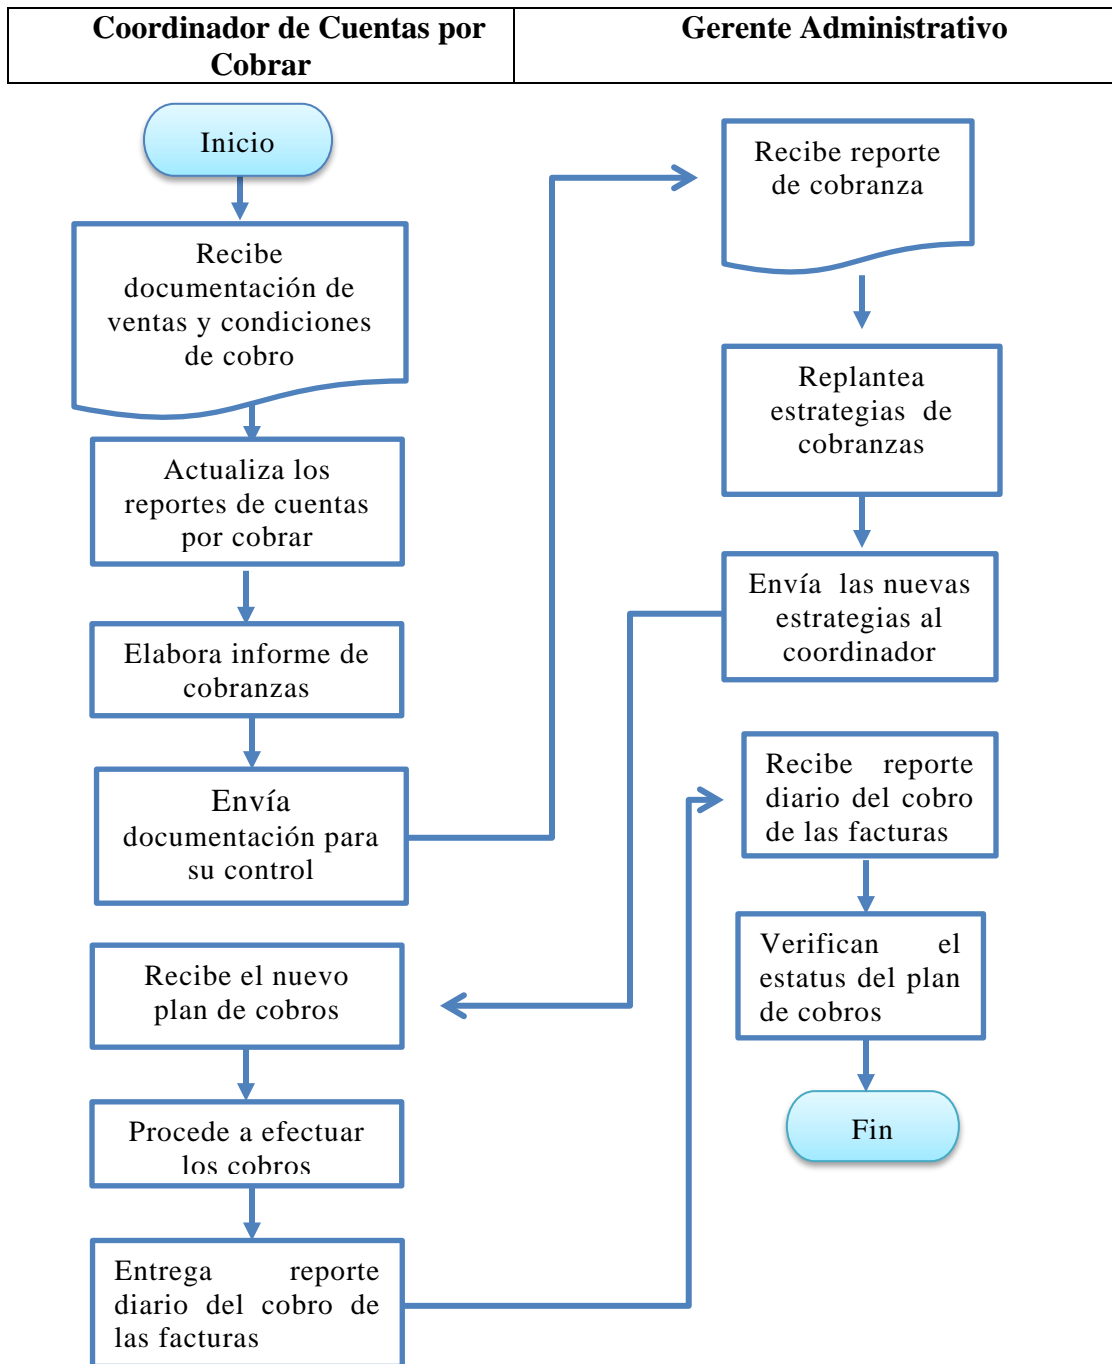 Coordinador de Cuentas por
Cobrar
Gerente Administrativo
Inicio
Recibe
documentación de
ventas y condiciones
de cobro
Actualiza los
reportes de cuentas
por cobrar
Elabora informe de
cobranzas
Envía
documentación para
su control
Recibe el nuevo
plan de cobros
Procede a efectuar
los cobros
Entrega reporte
diario del cobro de
las facturas
Recibe reporte
de cobranza
Replantea
estrategias de
cobranzas
Envía las nuevas
estrategias al
coordinador
Recibe reporte
diario del cobro
de las facturas
Verifican el
estatus del plan
de cobros
Fin